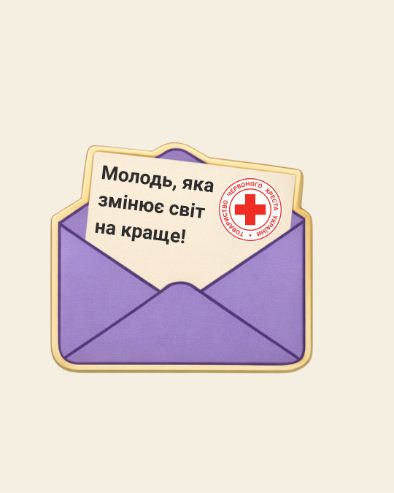 Молодь, яка
змінює світ
на краще!
ТОВАРИСТВО ЧЕРВОНОГО ХРЕСТА УКРАЇНИ •